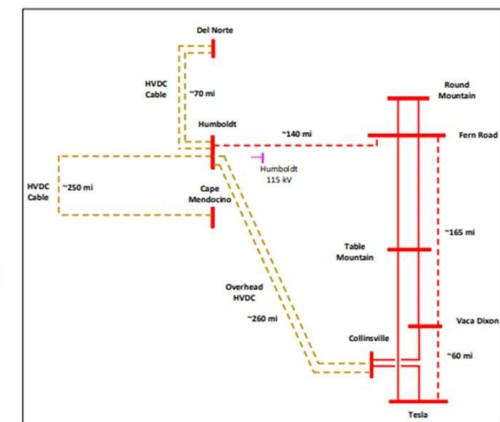 Del Norte
HVDC
Cable
~70 mi
Round
Mountain
Humboldt
~140 mi
Fern Road
Humboldt
115 kV
HVDC
Cable
~250 mi
Cape
Mendocino
~165 mi
Table
Mountain
Overhead
HVDC
~260 mi
Vaca Dixon
Collinsville
~60 mi
Tesla